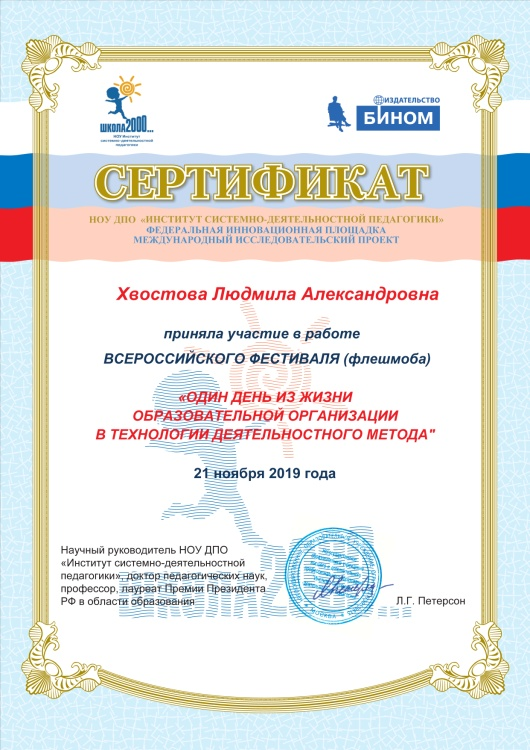 ШКОЛА2000...
НОУ Институт
системно-деятельностной
педагогики
ИЗДАТЕЛЬСТВО
БИНОМ
СЕРТИФИКАТ
НОУ ДПО «ИНСТИТУТ СИСТЕМНО-ДЕЯТЕЛЬНОСТНОЙ ПЕДАГОГИКИ»
ФЕДЕРАЛЬНАЯ ИННОВАЦИОННАЯ ПЛОЩАДКА
МЕЖДУНАРОДНЫЙ ИССЛЕДОВАТЕЛЬСКИЙ ПРОЕКТ
Хвостова Людмила Александровна
приняла участие в работе
ВСЕРОССИЙСКОГО ФЕСТИВАЛЯ (флешмоба)
«ОДИН ДЕНЬ ИЗ ЖИЗНИ
ОБРАЗОВАТЕЛЬНОЙ ОРГАНИЗАЦИИ
В ТЕХНОЛОГИИ ДЕЯТЕЛЬНОСТНОГО МЕТОДА"
21 ноября 2019 года
Научный руководитель НОУ ДПО
«Институт системно-деятельностной
педагогики», доктор педагогических наук,
профессор, лауреат Премии Президента
РФ в области образования
Л.Г. Петерсон
ШКОЛА2000...